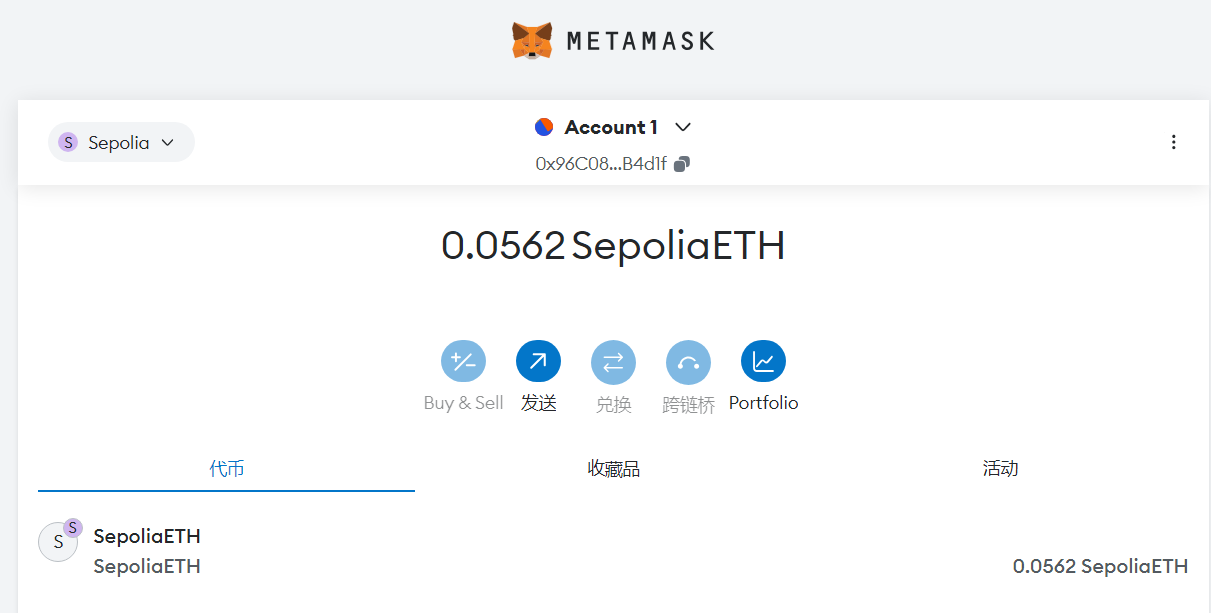 METAMASK
S Sepolia
Account 1
0x96C08...B4d1f
0.0562 SepoliaETH
Buy & Sell 发送 兑换 跨链桥 Portfolio
代币 收藏品 活动
S
S
SepoliaETH
SepoliaETH 0.0562 SepoliaETH